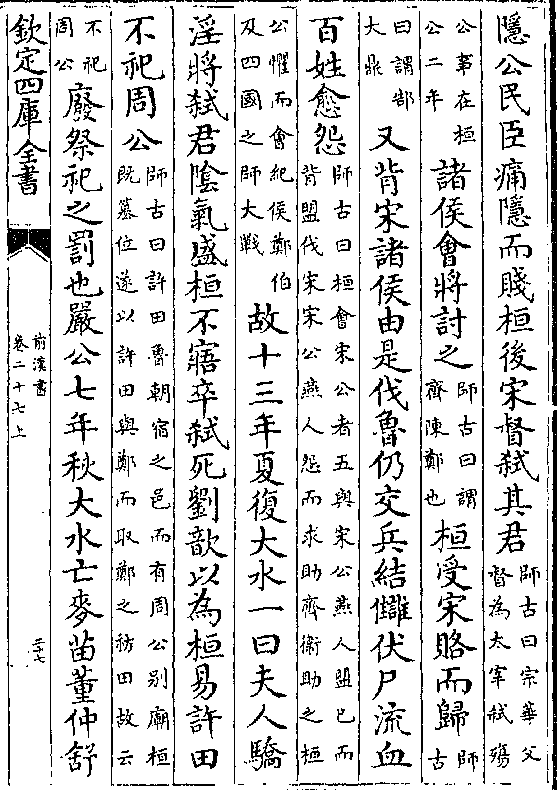 隱公民臣痛隱而賤桓後宋督弑其君師古曰宗華父督為太宰弑殤
公事在桓公二年諸侯會將討之師古曰謂齊陳鄭也桓受宋賂而歸師古
曰謂郜大鼎又背宋諸侯由是伐魯仍交兵結讎伏尸流血
百姓愈怨師古曰桓會宋公者五與宋公燕人盟已而背盟伐宋宋公燕人怨而求助齊衛助之桓
公懼而會紀侯鄭伯及四國之師大戰故十三年夏復大水一曰夫人驕
淫將弑君陰氣盛桓不寤卒弑死劉歆以為桓易許田
不祀周公師古曰許田魯朝宿之邑而有周公别廟桓既簒位遂以許田與鄭而取鄭之祊田故云
不祀周公廢祭祀之罰也嚴公七年秋大水亡麥苗董仲舒
欽定四庫全書
前漢書
卷二十七上
三十七